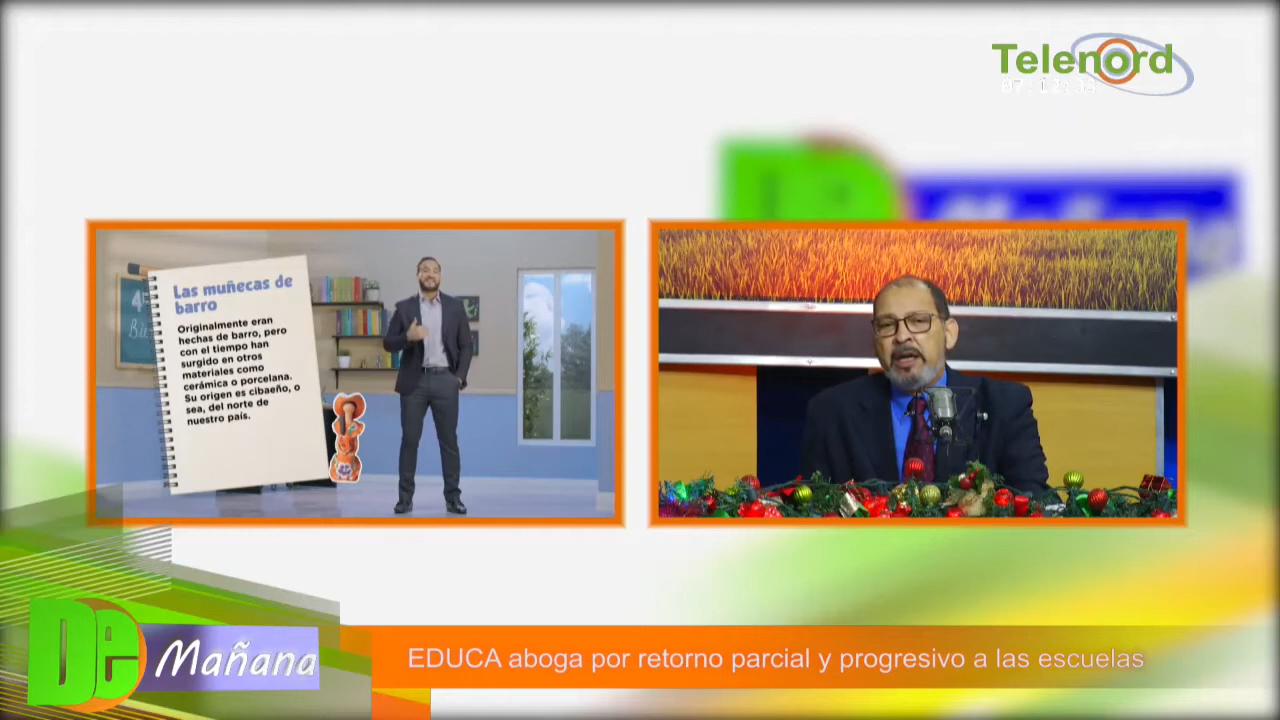 Telenord
Las muñecas de
barro
Originalmente eran
hechas de barro, pero
con el tiempo han
surgido en otros
materiales como
cerámica o porcelana.
Su origen es cibaeño, o
sea, del norte de
nuestro país.
De
Mañana
EDUCA aboga por retorno parcial y progresivo a las escuelas